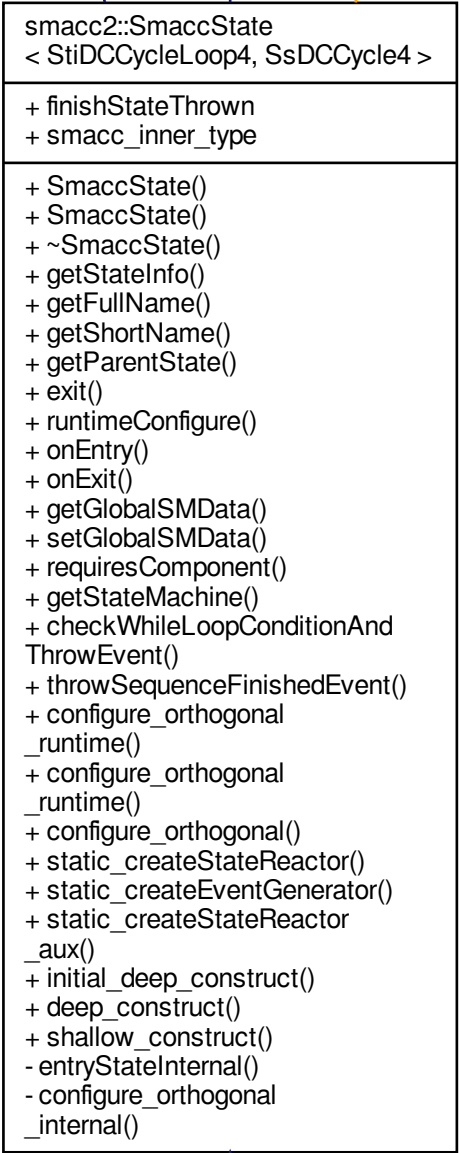 smacc2::SmaccState
< StiDCCycleLoop4, SsDCCycle4 >
+ finishStateThrown
+ smacc_inner_type
+ SmaccState()
+ SmaccState()
+ ~SmaccState()
+ getStateInfo()
+ getFullName()
+ getShortName()
+ getParentState()
+ exit()
+ runtimeConfigure()
+ onEntry()
+ onExit()
+ getGlobalSMData()
+ setGlobalSMData()
+ requiresComponent()
+ getStateMachine()
+ checkWhileLoopConditionAnd
ThrowEvent()
+ throwSequenceFinishedEvent()
+ configure_orthogonal
_runtime()
+ configure_orthogonal
_runtime()
+ configure_orthogonal()
+ static_createStateReactor()
+ static_createEventGenerator()
+ static_createStateReactor
_aux()
+ initial_deep_construct()
+ deep_construct()
+ shallow_construct()
- entryStateInternal()
- configure_orthogonal
_internal()